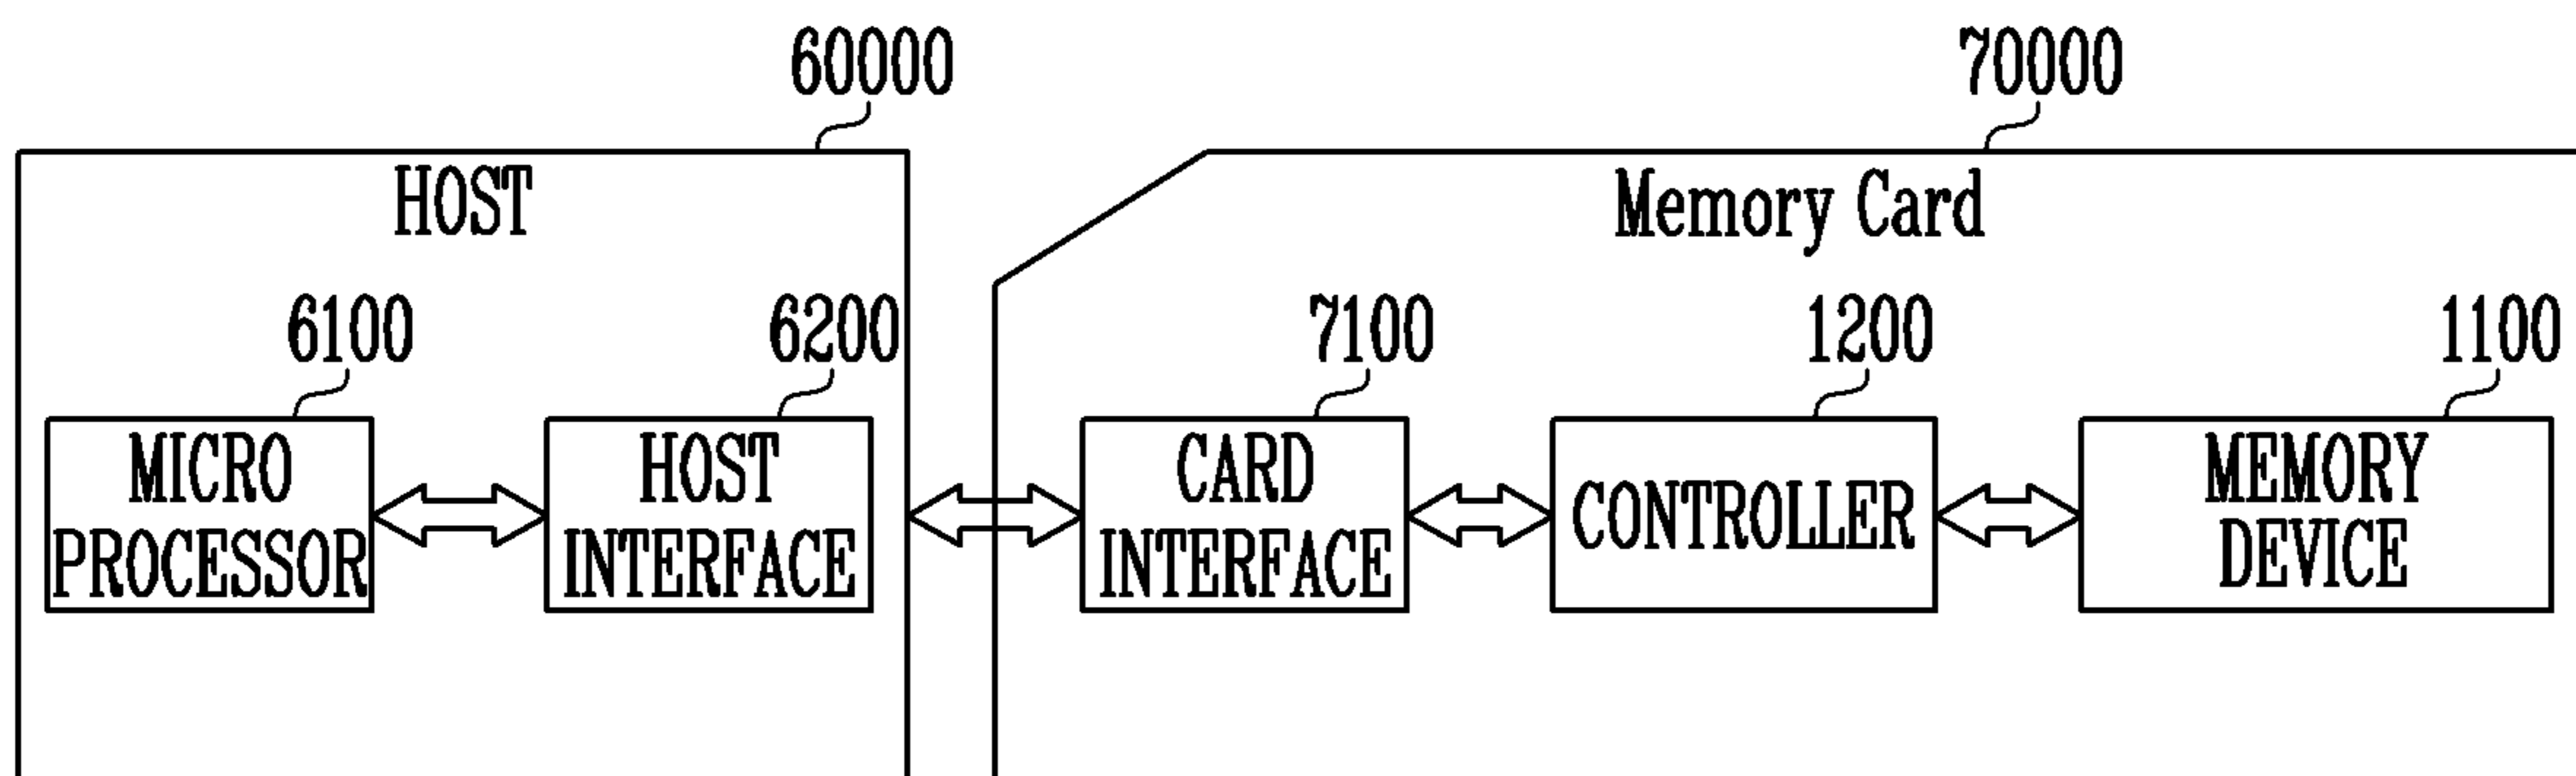 60000
70000
HOST
Memory Card
6100
6200
7100
1200
1100
MICRO
PROCESSOR
HOST
INTERFACE
CARD
INTERFACE
CONTROLLER
MEMORY
DEVICE